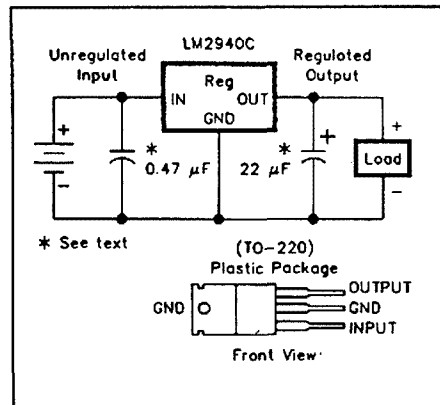 LM2940C
Unregulated Input
Reguloted Output
Reg
IN OUT
GND
+
*
0.47 µF
*
+
22 µF
+
Load
-
-
* See text
(TO-220)
Plastic Package
GND
OUTPUT
GND
INPUT
Front View